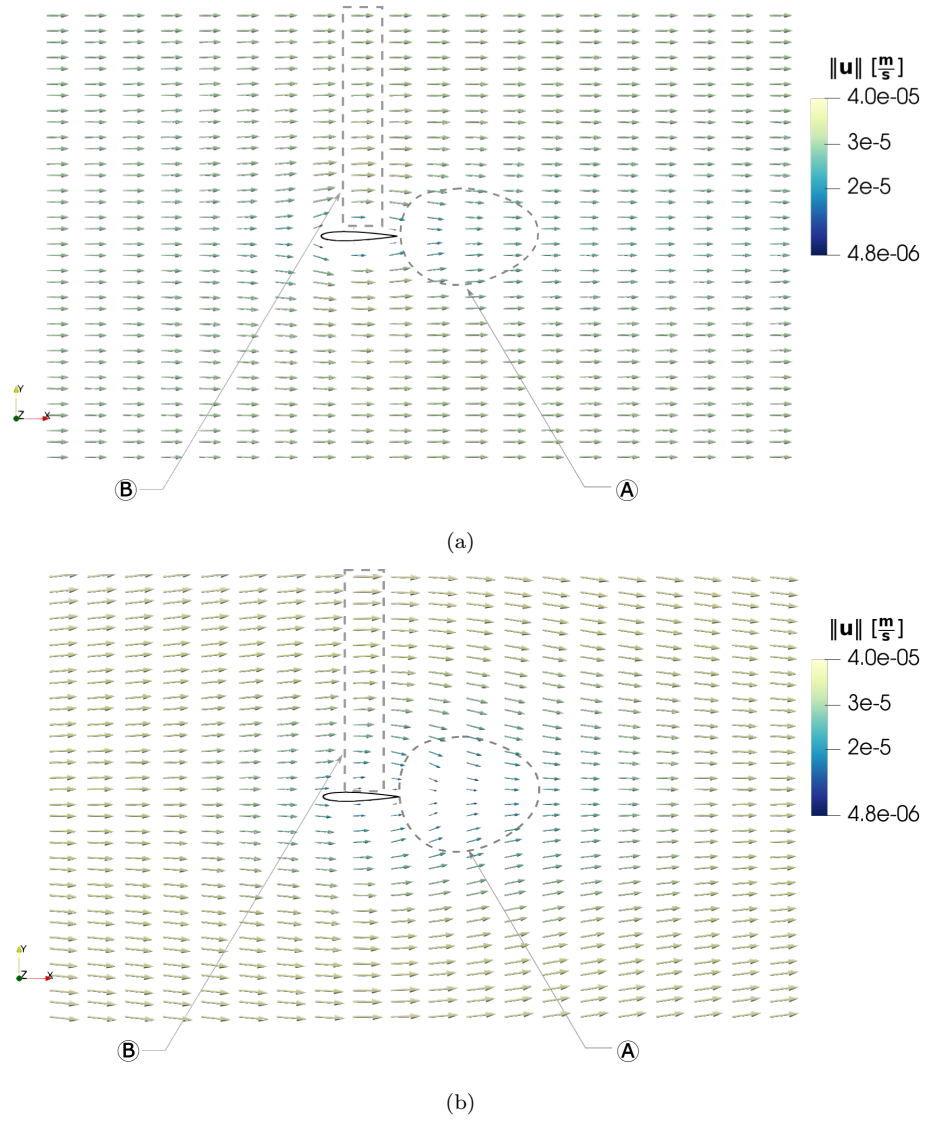 ‖u‖ [m/s]
4.0e-05
3e-5
2e-5
4.8e-06
Y
Z X
B
A
(a)
‖u‖ [m/s]
4.0e-05
3e-5
2e-5
4.8e-06
Y
Z X
B
A
(b)